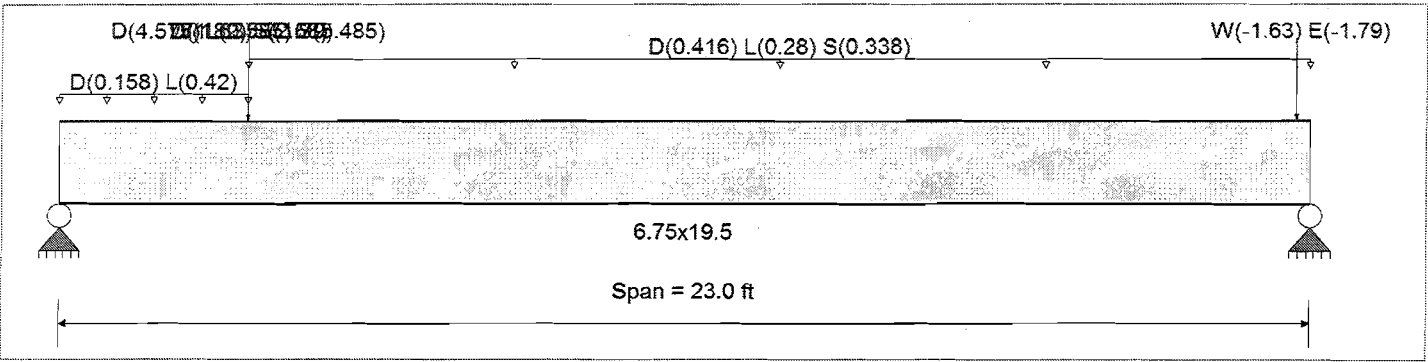 W(-1.63) E(-1.79)
D(0.416) L(0.28) S(0.338)
D(0.158) L(0.42)
6.75x19.5
Span = 23.0 ft